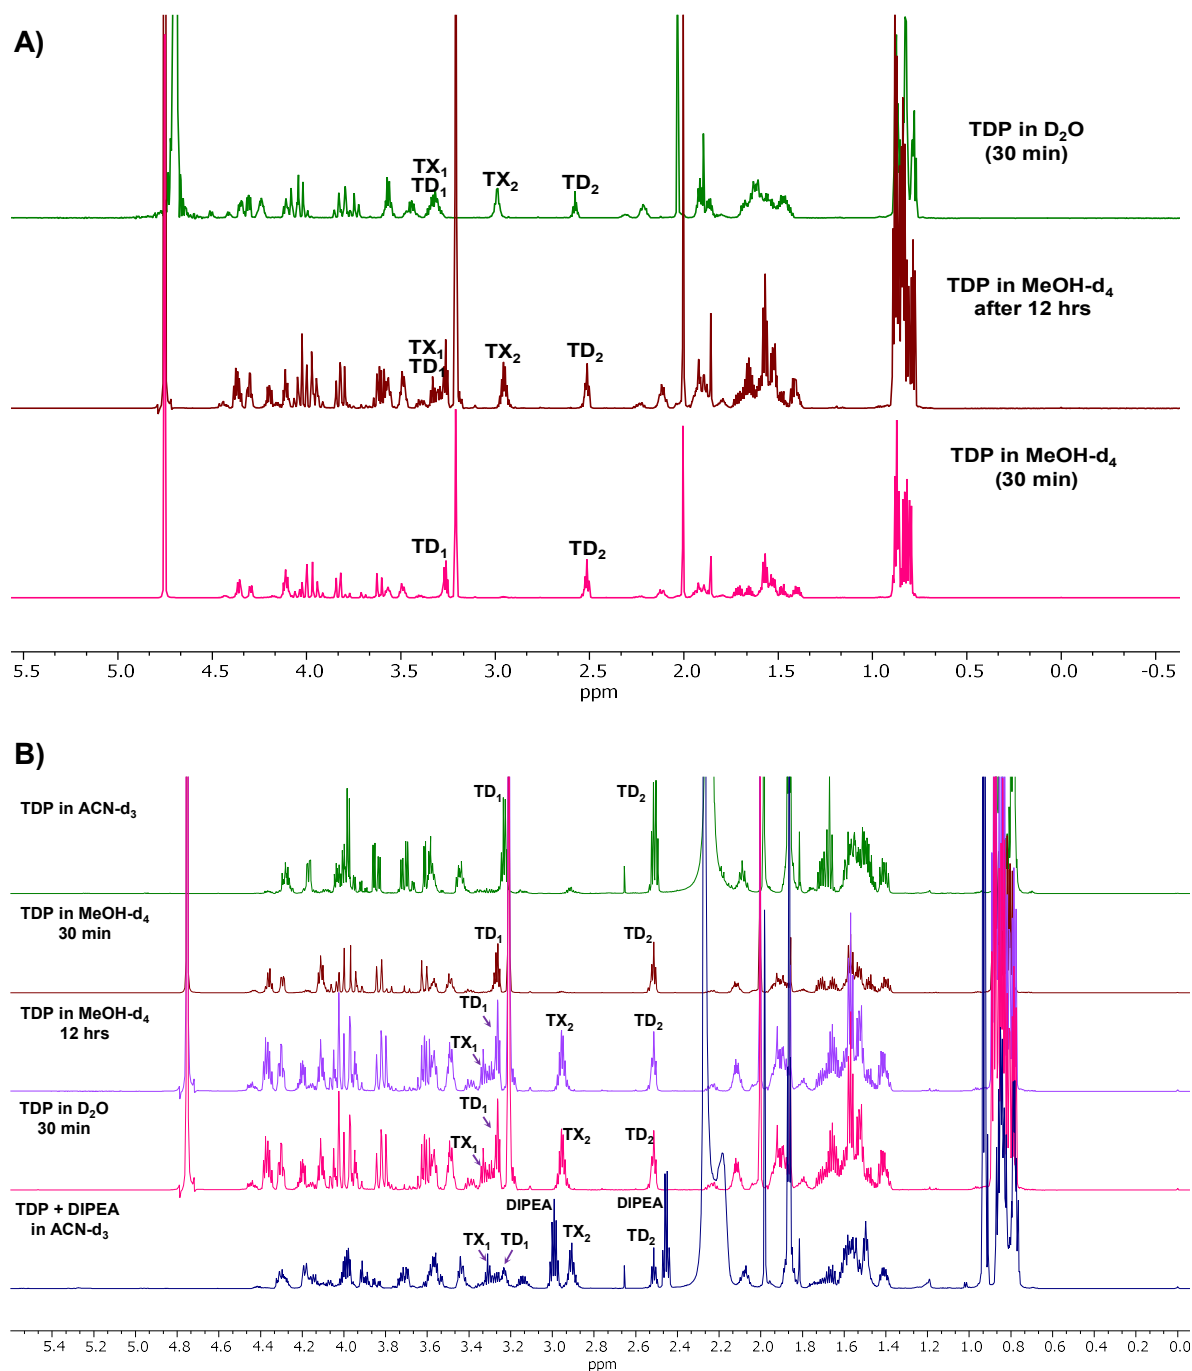 A)
TDP in D₂O
(30 min)
TX₁
TD₁
TX₂
TD₂
TDP in MeOH-d₄
after 12 hrs
TX₁
TD₁
TX₂
TD₂
TDP in MeOH-d₄
(30 min)
TD₁
TD₂
5.5 5.0 4.5 4.0 3.5 3.0 2.5 2.0 1.5 1.0 0.5 0.0 -0.5
ppm
B)
TDP in ACN-d₃
TD₁
TD₂
TDP in MeOH-d₄
30 min
TD₁
TD₂
TDP in MeOH-d₄
12 hrs
TD₁
TX₁
TX₂
TD₂
TDP in D₂O
30 min
TD₁
TX₁
TX₂
TD₂
TDP + DIPEA
in ACN-d₃
DIPEA
DIPEA
TX₁
TD₁
TX₂
TD₂
5.4 5.2 5.0 4.8 4.6 4.4 4.2 4.0 3.8 3.6 3.4 3.2 3.0 2.8 2.6 2.4 2.2 2.0 1.8 1.6 1.4 1.2 1.0 0.8 0.6 0.4 0.2 0.0
ppm